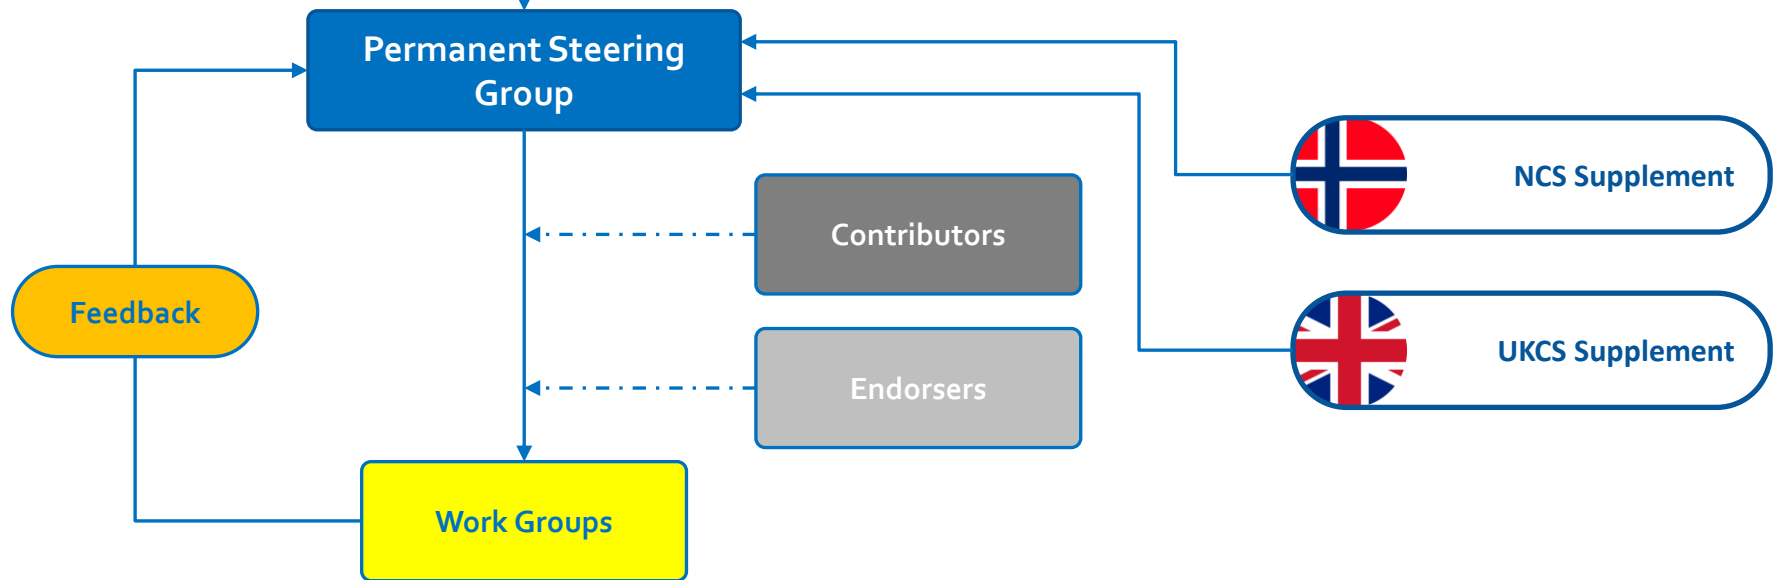 Permanent Steering
Group
Contributors
NCS Supplement
Feedback
Endorsers
UKCS Supplement
Work Groups